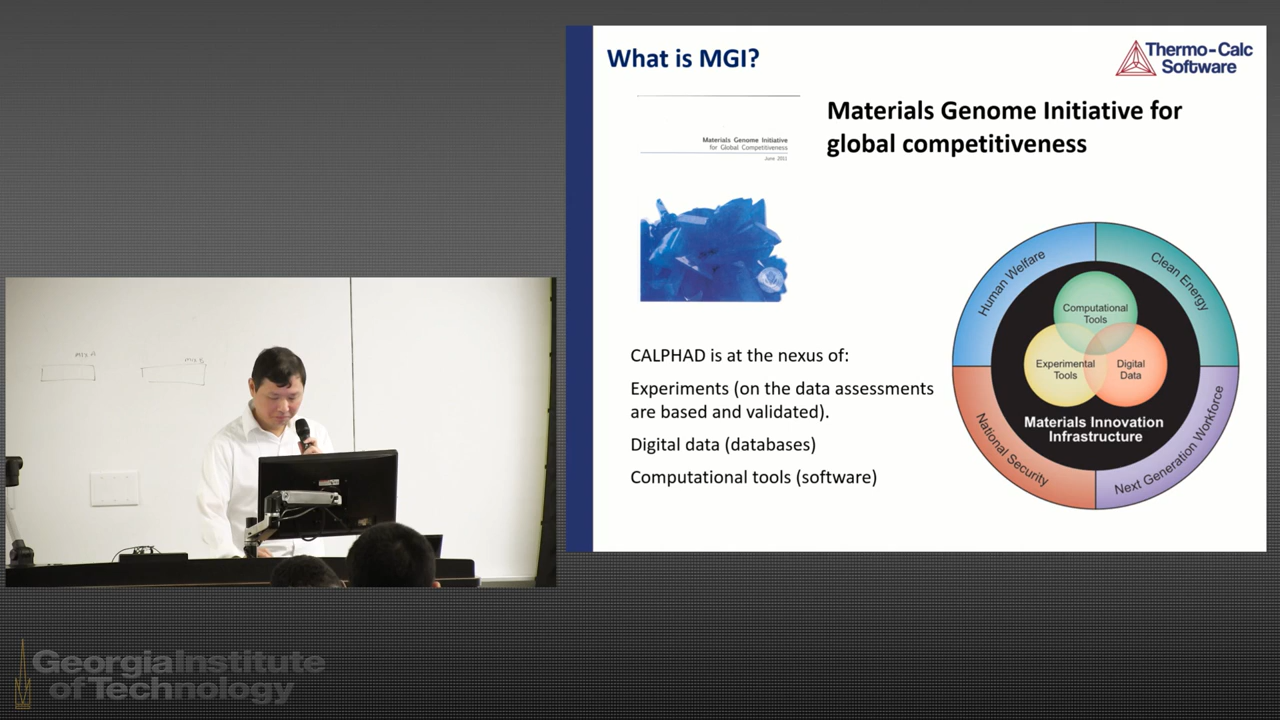 What is MGI?
Thermo-Calc
Software
Materials Genome Initiative
for Global Competitiveness
June 2011
Materials Genome Initiative for
global competitiveness
CALPHAD is at the nexus of:
Experiments (on the data assessments
are based and validated).
Digital data (databases)
Computational tools (software)
Human Welfare
Clean Energy
National Security
Next Generation Workforce
Computational
Tools
Experimental
Tools
Digital
Data
Materials Innovation
Infrastructure
GeorgiaInstitute
of Technology